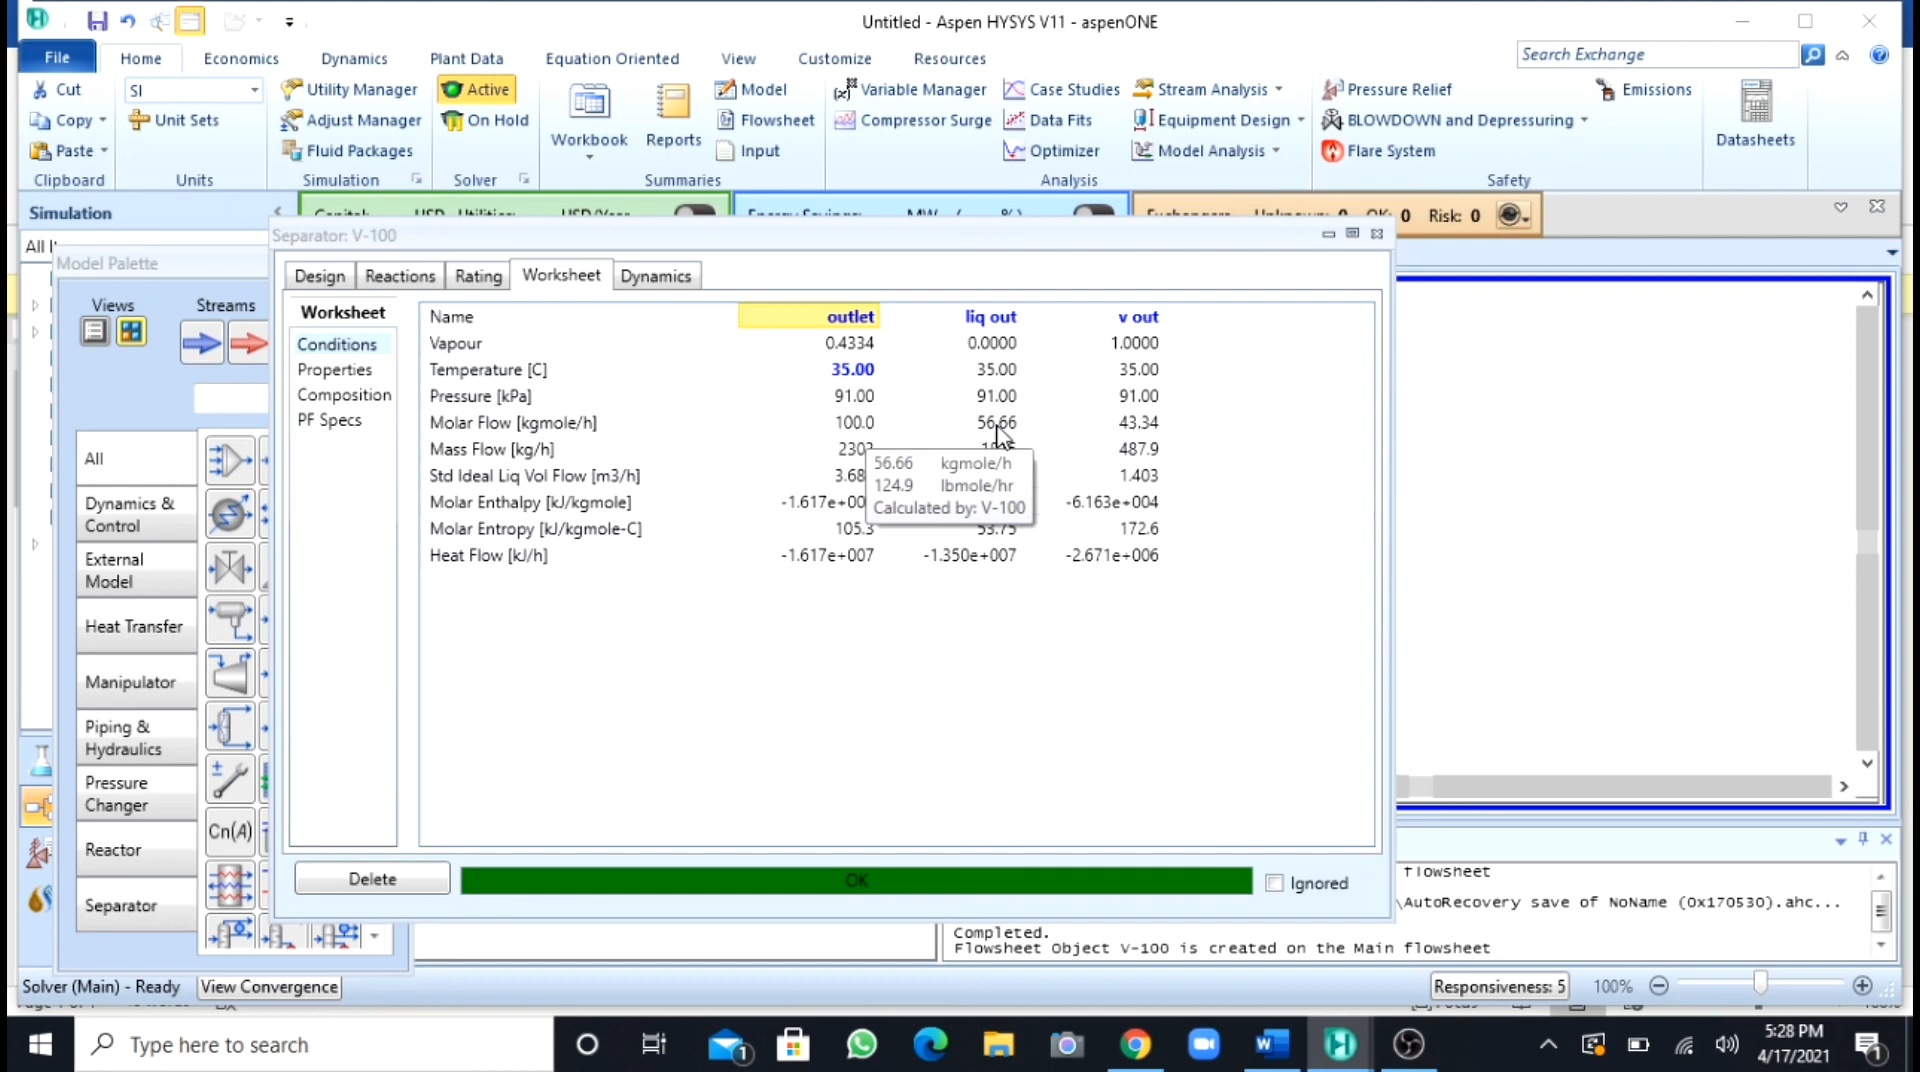 Untitled - Aspen HYSYS V11 - aspenONE
File Home Economics Dynamics Plant Data Equation Oriented View Customize Resources Search Exchange
Cut SI Utility Manager Active Model Variable Manager Case Studies Stream Analysis Pressure Relief Emissions
Copy Unit Sets Adjust Manager On Hold Workbook Reports Flowsheet Compressor Surge Data Fits Equipment Design BLOWDOWN and Depressuring Datasheets
Paste Fluid Packages Input Optimizer Model Analysis Flare System
Clipboard Units Simulation Solver Summaries Analysis Safety
Simulation
0 Risk: 0
Separator: V-100
Model Palette
Views Streams
Design Reactions Rating Worksheet Dynamics
Worksheet
Conditions
Properties
Composition
PF Specs
Name outlet liq out v out
Vapour 0.4334 0.0000 1.0000
Temperature [C] 35.00 35.00 35.00
Pressure [kPa] 91.00 91.00 91.00
Molar Flow [kgmole/h] 100.0 56.66 43.34
Mass Flow [kg/h] 487.9
Std Ideal Liq Vol Flow [m3/h] 3.68 1.403
Molar Enthalpy [kJ/kgmole] -1.617e+00 -6.163e+004
Molar Entropy [kJ/kgmole-C] 105.3 53.75 172.6
Heat Flow [kJ/h] -1.617e+007 -1.350e+007 -2.671e+006
56.66 kgmole/h
124.9 lbmole/hr
Calculated by: V-100
All
Dynamics &
Control
External
Model
Heat Transfer
Manipulator
Piping &
Hydraulics
Pressure
Changer
Reactor
Separator
Cn(A)
Delete OK Ignored
flowsheet
\AutoRecovery save of NoName (0x170530).ahc...
Completed.
Flowsheet Object V-100 is created on the Main flowsheet
Solver (Main) - Ready View Convergence Responsiveness: 5 100%
Type here to search
5:28 PM
4/17/2021